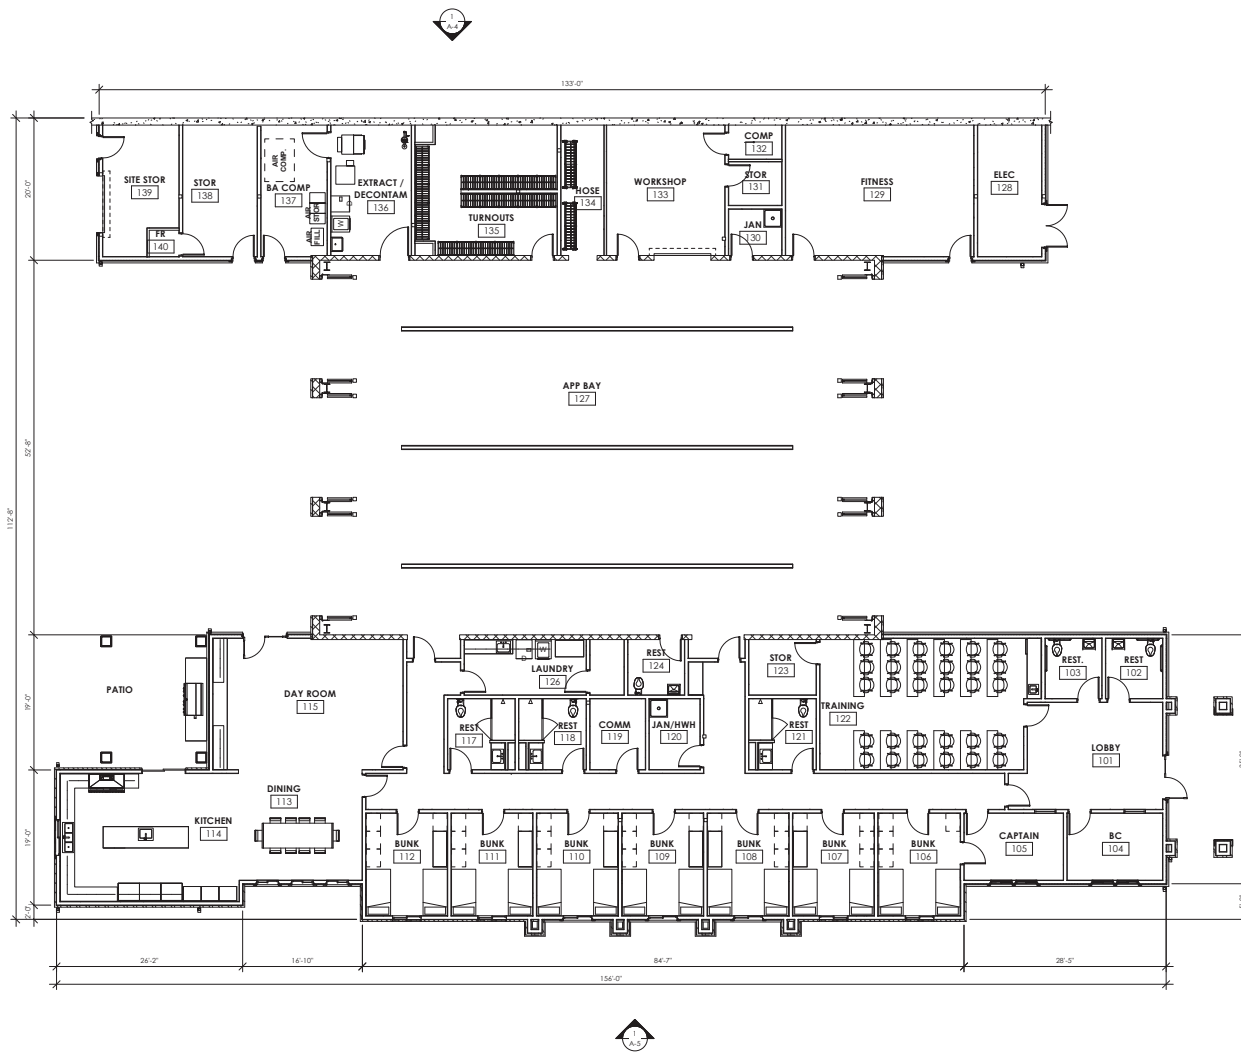 1
A-4
133'-0"
20'-0"
52'-8"
112'-8"
19'-0"
19'-0"
2'-0"
SITE STOR
139
STOR
138
FR
140
AIR
COMP.
BA COMP
137
AIR
STOR
AIR
FILL
EXTRACT /
DECONTAM
136
W
TURNOUTS
135
HOSE
134
WORKSHOP
133
COMP
132
STOR
131
JAN
130
FITNESS
129
ELEC
128
APP BAY
127
PATIO
DAY ROOM
115
LAUNDRY
126
W
REST
124
STOR
123
TRAINING
122
REST.
103
REST
102
REST
117
REST
118
COMM
119
JAN/HWH
120
REST
121
LOBBY
101
DINING
113
KITCHEN
114
BUNK
112
BUNK
111
BUNK
110
BUNK
109
BUNK
108
BUNK
107
BUNK
106
CAPTAIN
105
BC
104
26'-2"
16'-10"
84'-7"
28'-5"
156'-0"
1
A-5